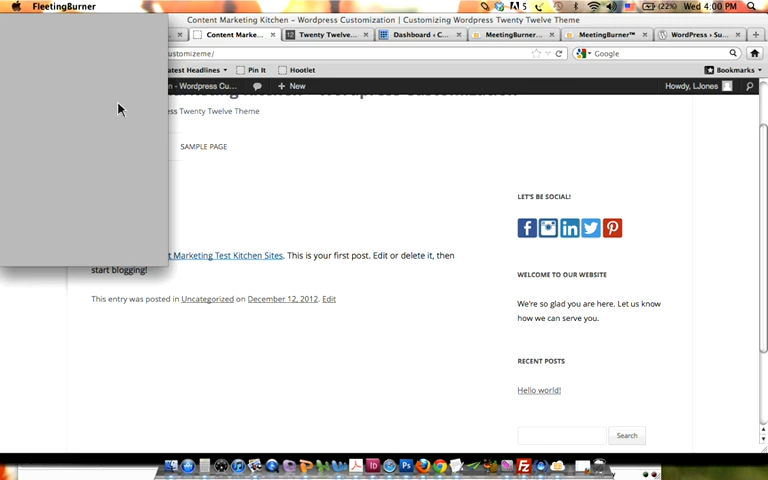 FleetingBurner
5
(22%)
Wed 4:00 PM
Content Marketing Kitchen – Wordpress Customization | Customizing Wordpress Twenty Twelve Theme
Content Marke...
Twenty Twelve...
Dashboard ‹ C...
MeetingBurner...
MeetingBurner™
WordPress › Su...
ustomizeme/
Google
atest Headlines
Pin It
Hootlet
Bookmarks
n - Wordpress Cu...
New
Howdy, LJones
ess Twenty Twelve Theme
SAMPLE PAGE
LET'S BE SOCIAL!
t Marketing Test Kitchen Sites. This is your first post. Edit or delete it, then
start blogging!
WELCOME TO OUR WEBSITE
This entry was posted in Uncategorized on December 12, 2012. Edit
We're so glad you are here. Let us know
how we can serve you.
RECENT POSTS
Hello world!
Search